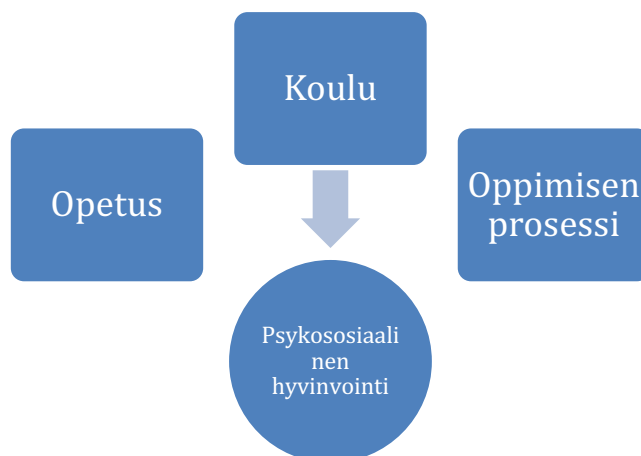 Koulu
Opetus
Oppimisen
prosessi
Psykososiaali
nen
hyvinvointi